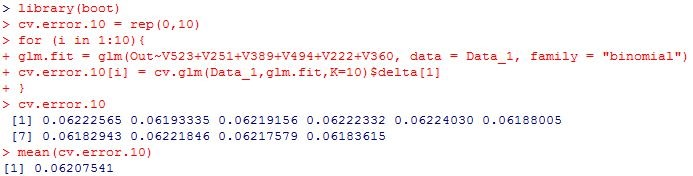 > library(boot)
> cv.error.10 = rep(0,10)
> for (i in 1:10){
+ glm.fit = glm(Out~V523+V251+V389+V494+V222+V360, data = Data_1, family = "binomial")
+ cv.error.10[i] = cv.glm(Data_1,glm.fit,K=10)$delta[1]
+ }
> cv.error.10
[1] 0.06222565 0.06193335 0.06219156 0.06222332 0.06224030 0.06188005
[7] 0.06182943 0.06221846 0.06217579 0.06183615
> mean(cv.error.10)
[1] 0.06207541